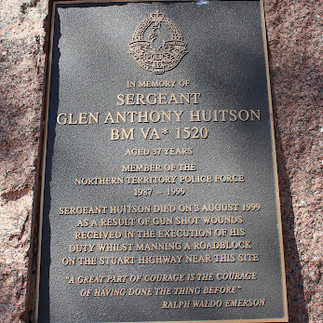 IN MEMORY OF
SERGEANT
GLEN ANTHONY HUITSON
BM VA* 1520
AGED 37 YEARS
MEMBER OF THE
NORTHERN TERRITORY POLICE FORCE
1987 - 1999
SERGEANT HUITSON DIED ON 3 AUGUST 1999
AS A RESULT OF GUN SHOT WOUNDS
RECEIVED IN THE EXECUTION OF HIS
DUTY WHILST MANNING A ROADBLOCK
ON THE STUART HIGHWAY NEAR THIS SITE
"A GREAT PART OF COURAGE IS THE COURAGE
OF HAVING DONE THE THING BEFORE"
RALPH WALDO EMERSON